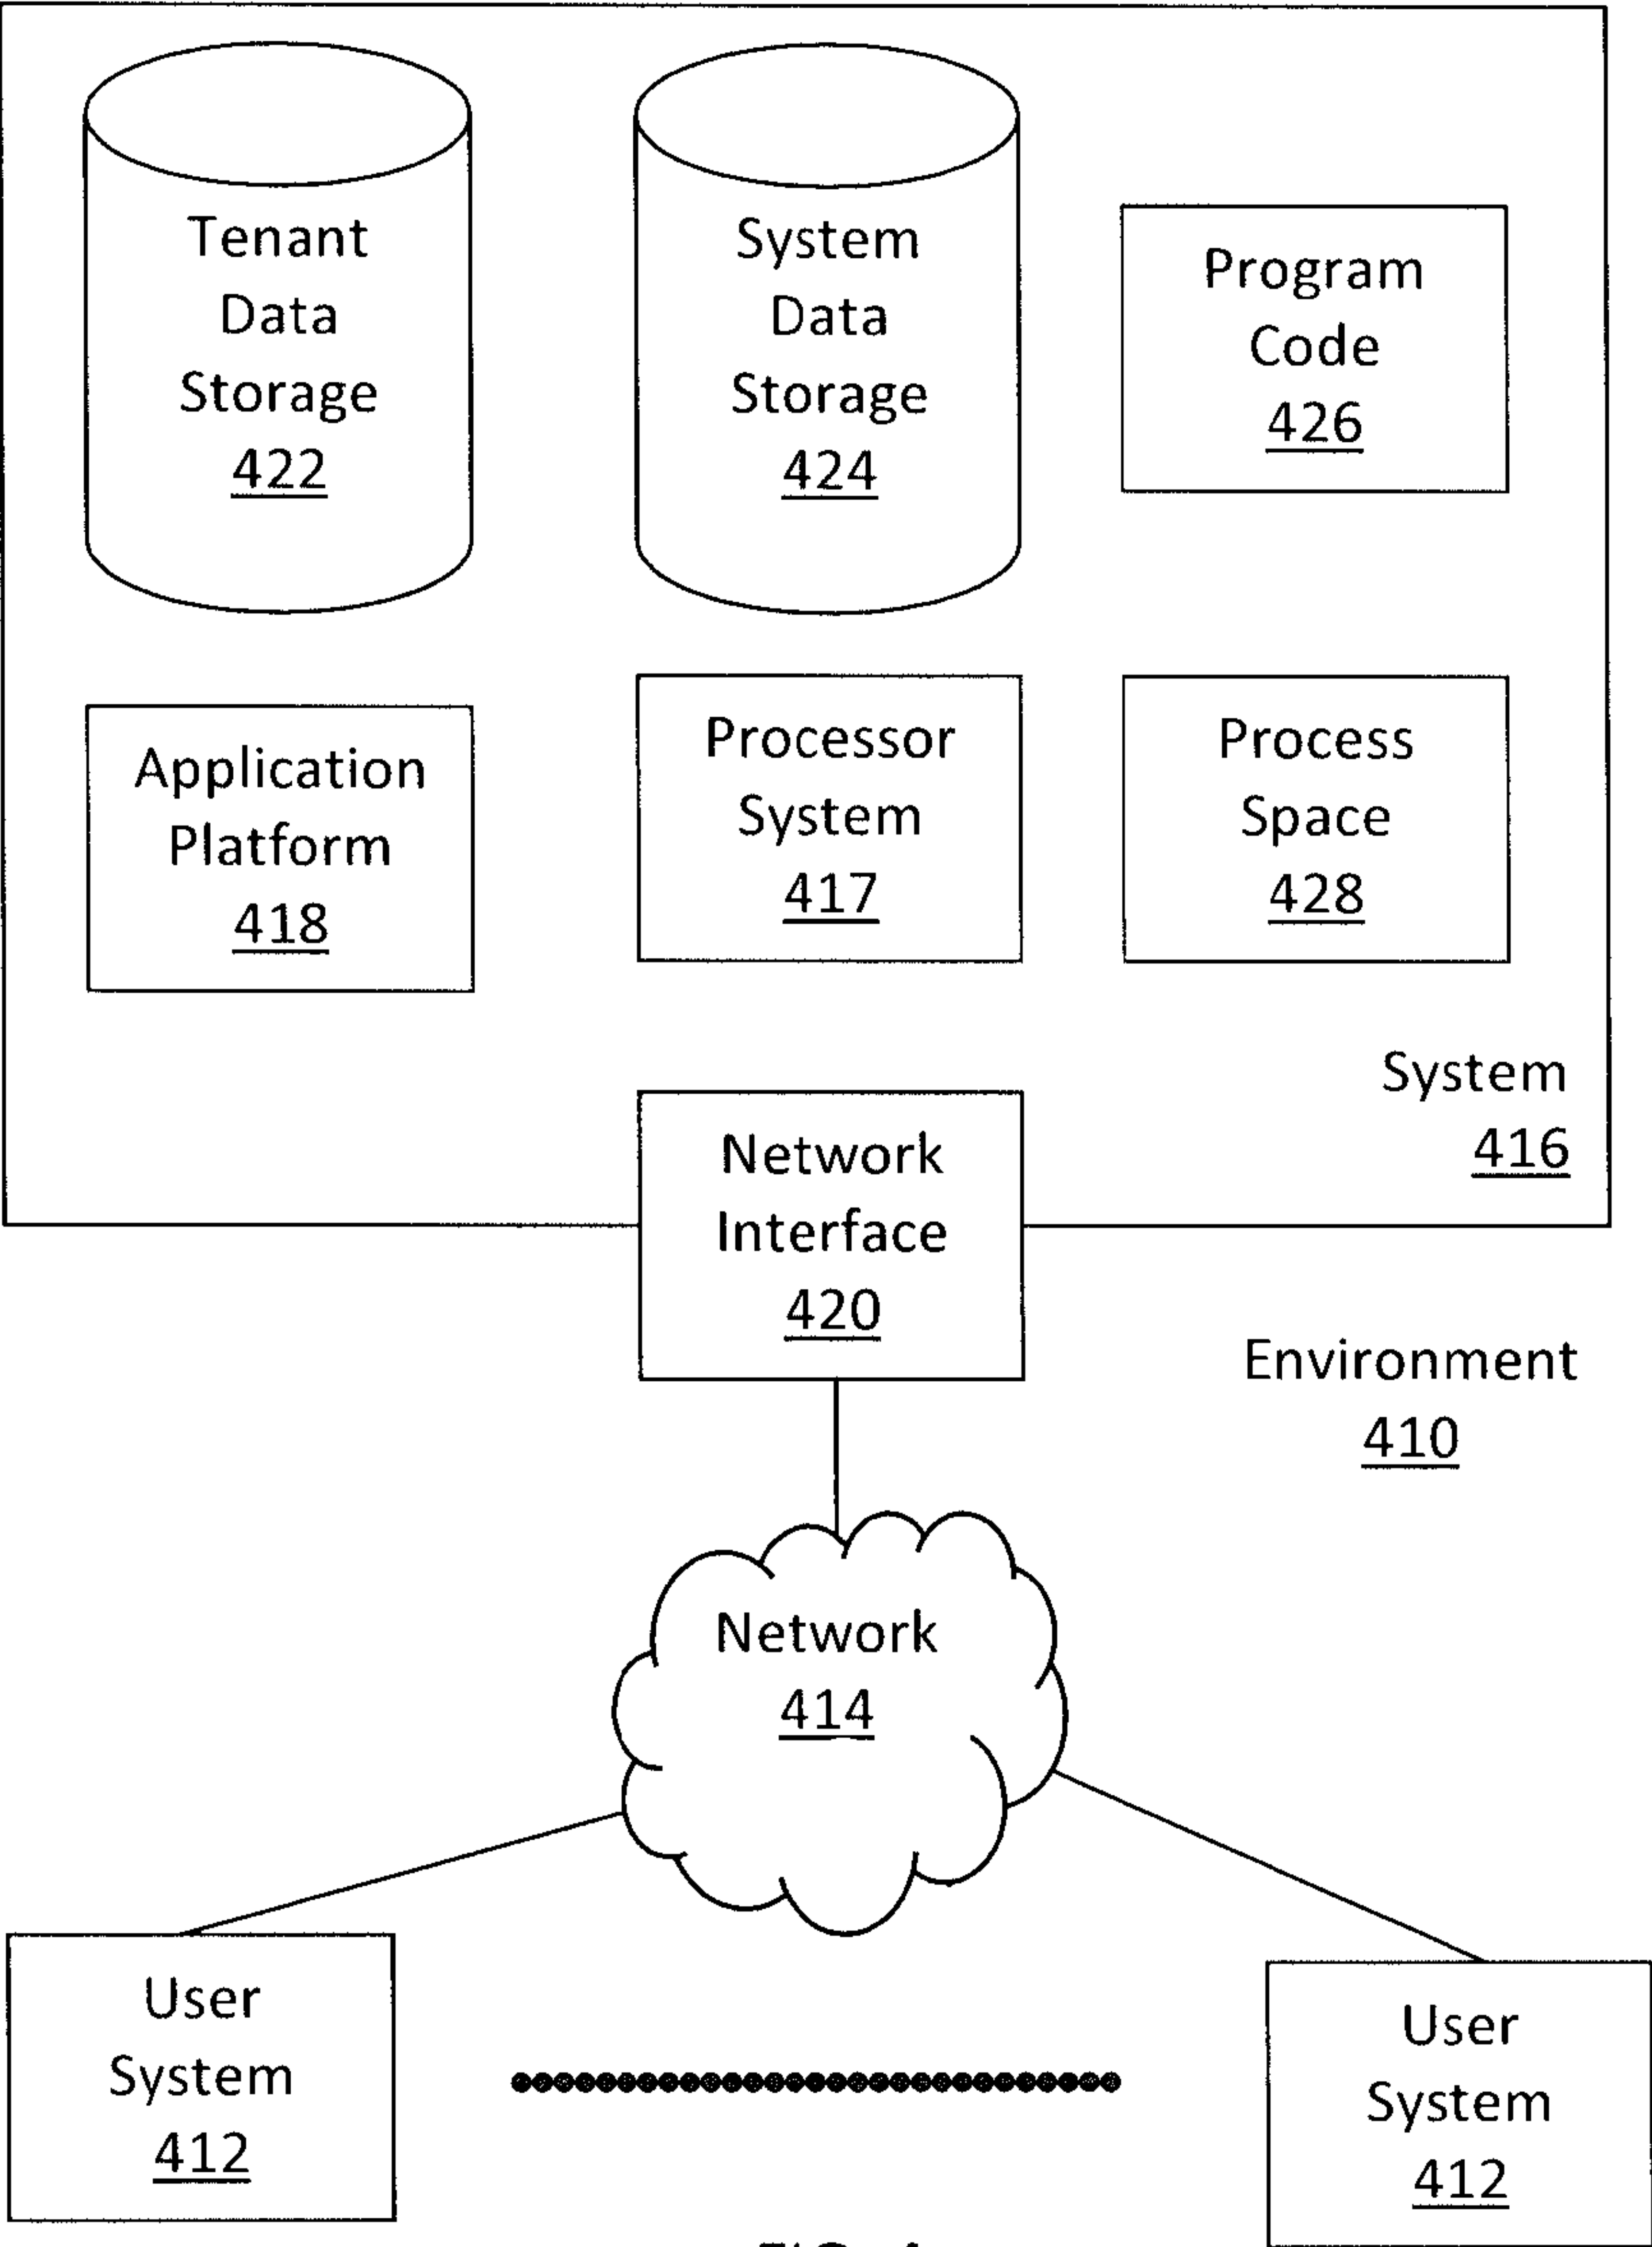 Tenant
Data
Storage
422
System
Data
Storage
424
Program
Code
426
Application
Platform
418
Processor
System
417
Process
Space
428
System
416
Network
Interface
420
Environment
410
Network
414
User
System
412
User
System
412